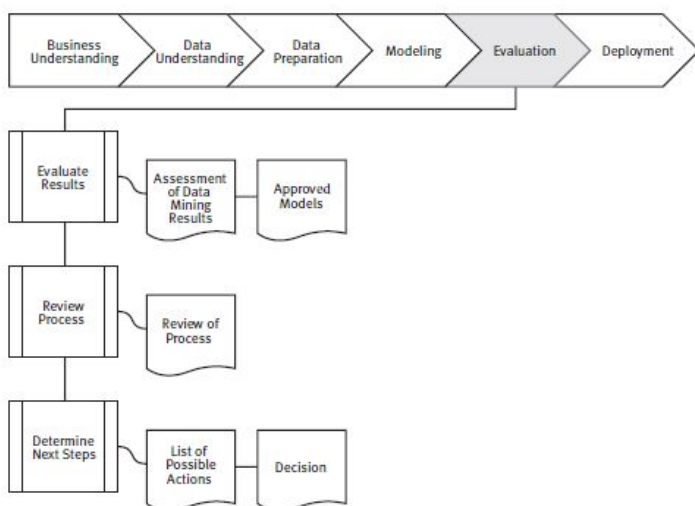 Business
Understanding
Data
Understanding
Data
Preparation
Modeling
Evaluation
Deployment
Evaluate
Results
Assessment
of Data
Mining
Results
Approved
Models
Review
Process
Review of
Process
Determine
Next Steps
List of
Possible
Actions
Decision